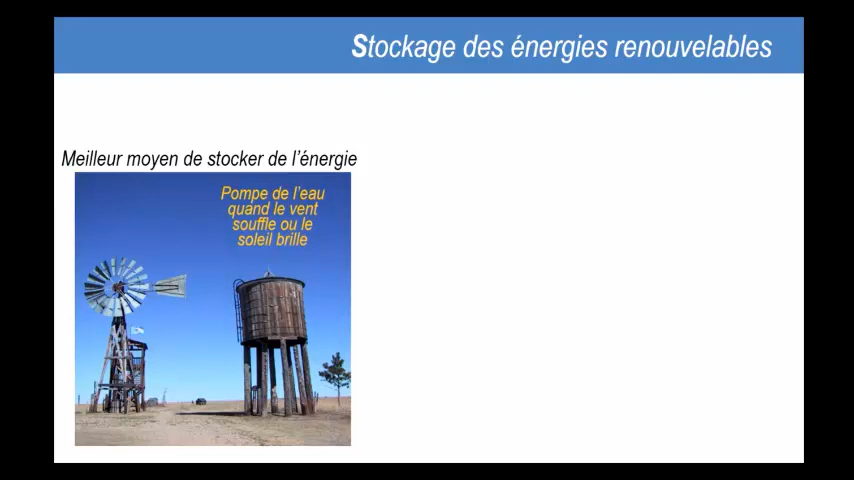 Stockage des énergies renouvelables
Meilleur moyen de stocker de l'énergie
Pompe de l'eau
quand le vent
souffle ou le
soleil brille